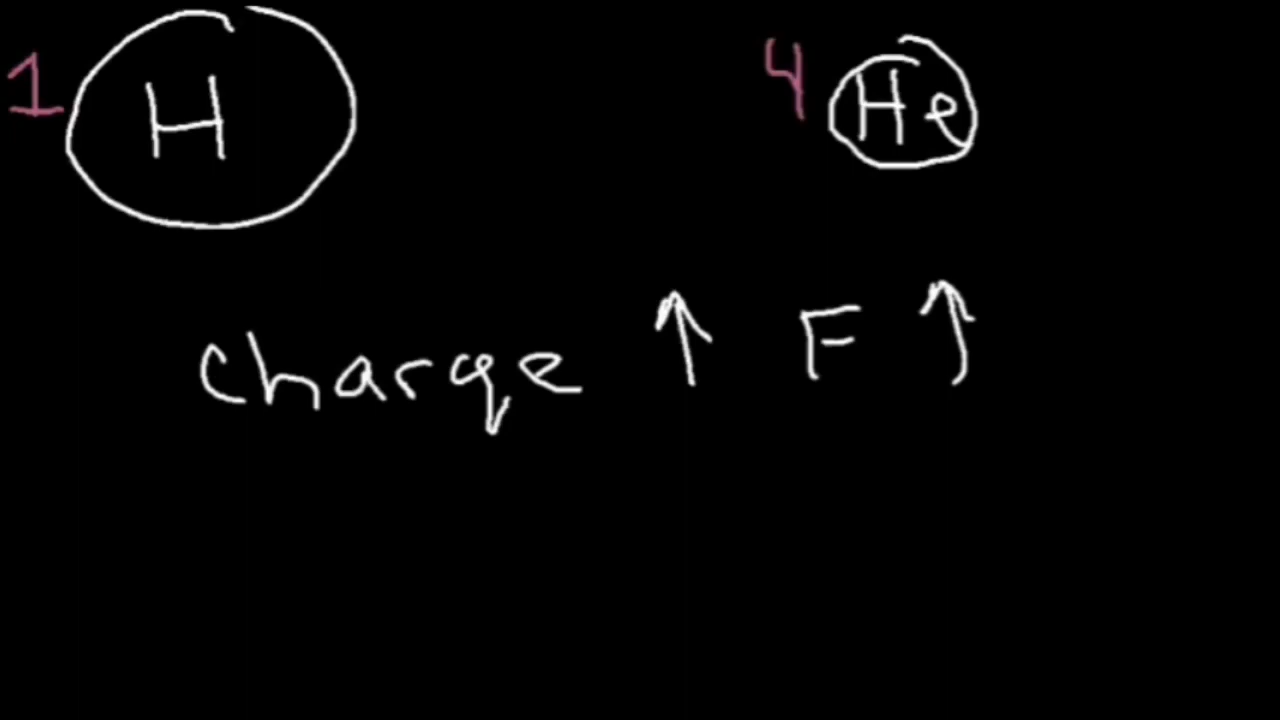 1 H 4 He
charge ↑ F ↑